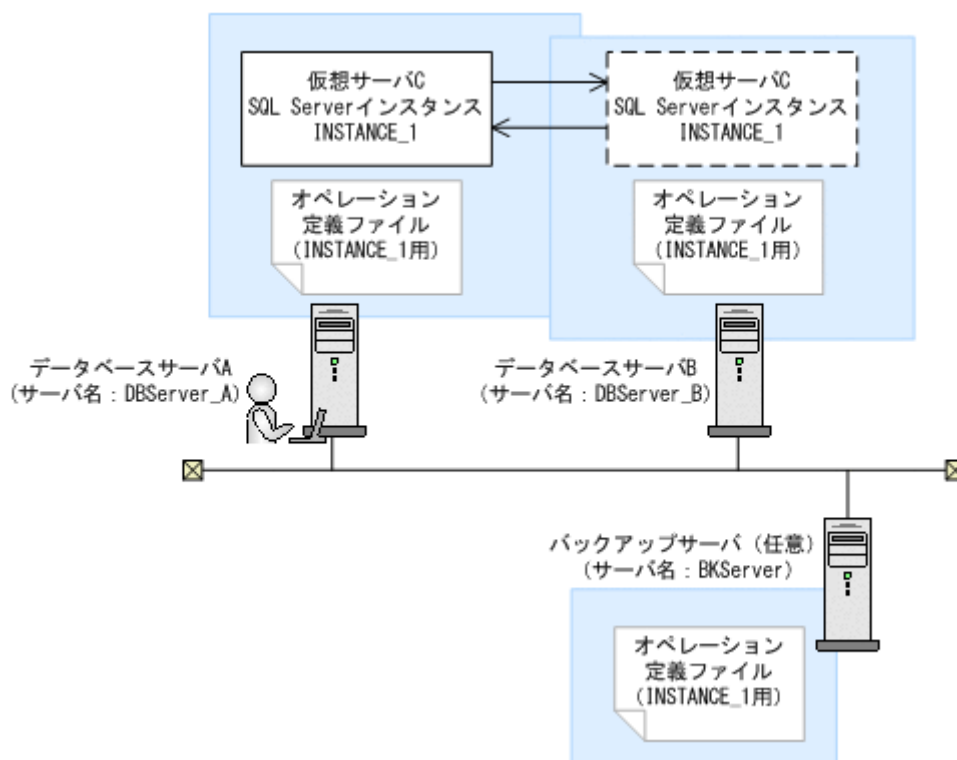 仮想サーバC
SQL Serverインスタンス
INSTANCE_1
仮想サーバC
SQL Serverインスタンス
INSTANCE_1
オペレーション
定義ファイル
(INSTANCE_1用)
オペレーション
定義ファイル
(INSTANCE_1用)
データベースサーバA
(サーバ名:DBServer_A)
データベースサーバB
(サーバ名:DBServer_B)
バックアップサーバ(任意)
(サーバ名:BKServer)
オペレーション
定義ファイル
(INSTANCE_1用)